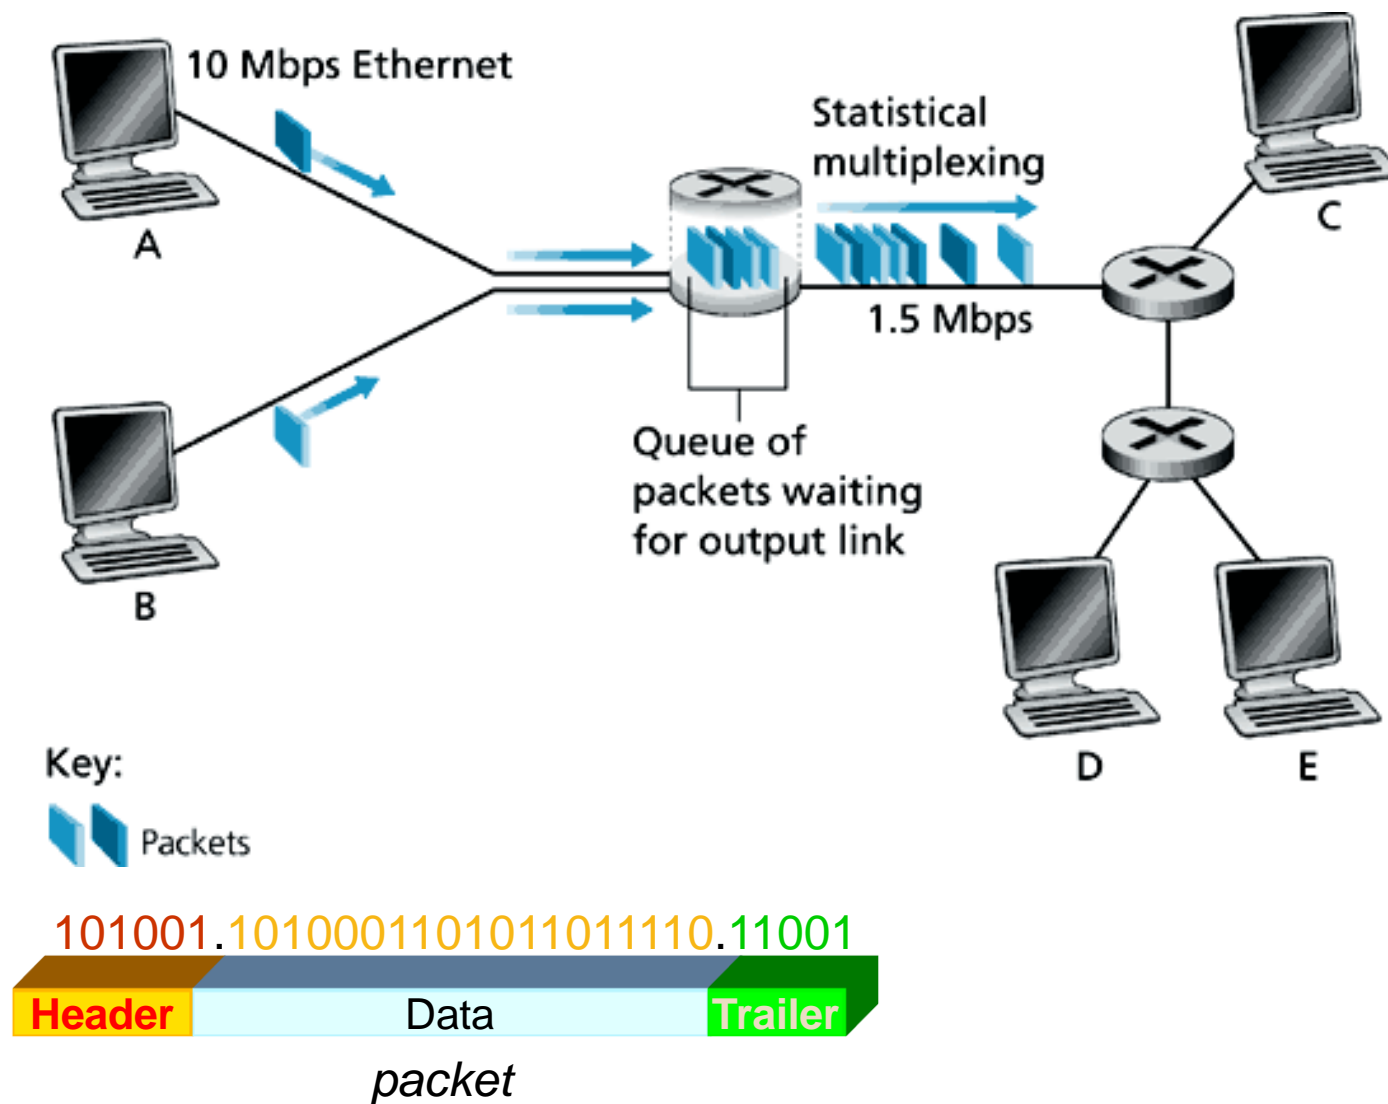 10 Mbps Ethernet
Statistical
multiplexing
A
C
1.5 Mbps
Queue of
packets waiting
for output link
B
D
E
Key:
Packets
101001.1010001101011011110.11001
Header
Data
Trailer
packet